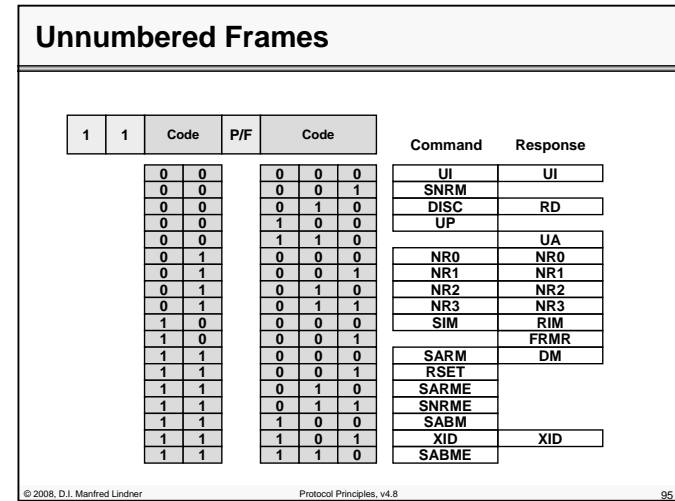 Unnumbered Frames
1 1 Code P/F Code Command Response
0 0 0 0 0 UI UI
0 0 0 0 1 SNRM
0 0 0 1 0 DISC RD
0 0 1 0 0 UP
0 0 1 1 0 UA
0 1 0 0 0 NR0 NR0
0 1 0 0 1 NR1 NR1
0 1 0 1 0 NR2 NR2
0 1 0 1 1 NR3 NR3
1 0 0 0 0 SIM RIM
1 0 0 0 1 FRMR
1 1 0 0 0 SARM DM
1 1 0 0 1 RSET
1 1 0 1 0 SARME
1 1 0 1 1 SNRME
1 1 1 0 0 SABM
1 1 1 0 1 XID XID
1 1 1 1 0 SABME
© 2008, D.I. Manfred Lindner Protocol Principles, v4.8 95